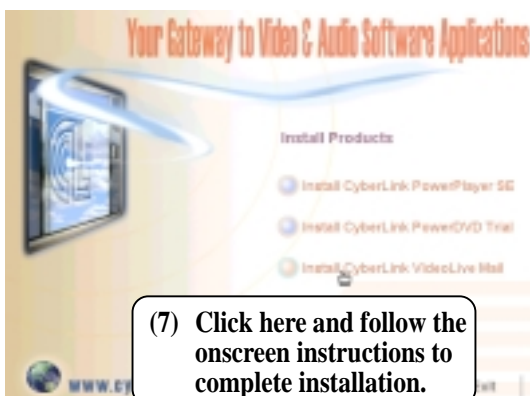 Your Gateway to Video & Audio Software Applications
Install Products
Install CyberLink PowerPlayer SE
Install CyberLink PowerDVD Trial
Install CyberLink VideoLive Mail
(7) Click here and follow the
onscreen instructions to
complete installation.
www.cy
Exit